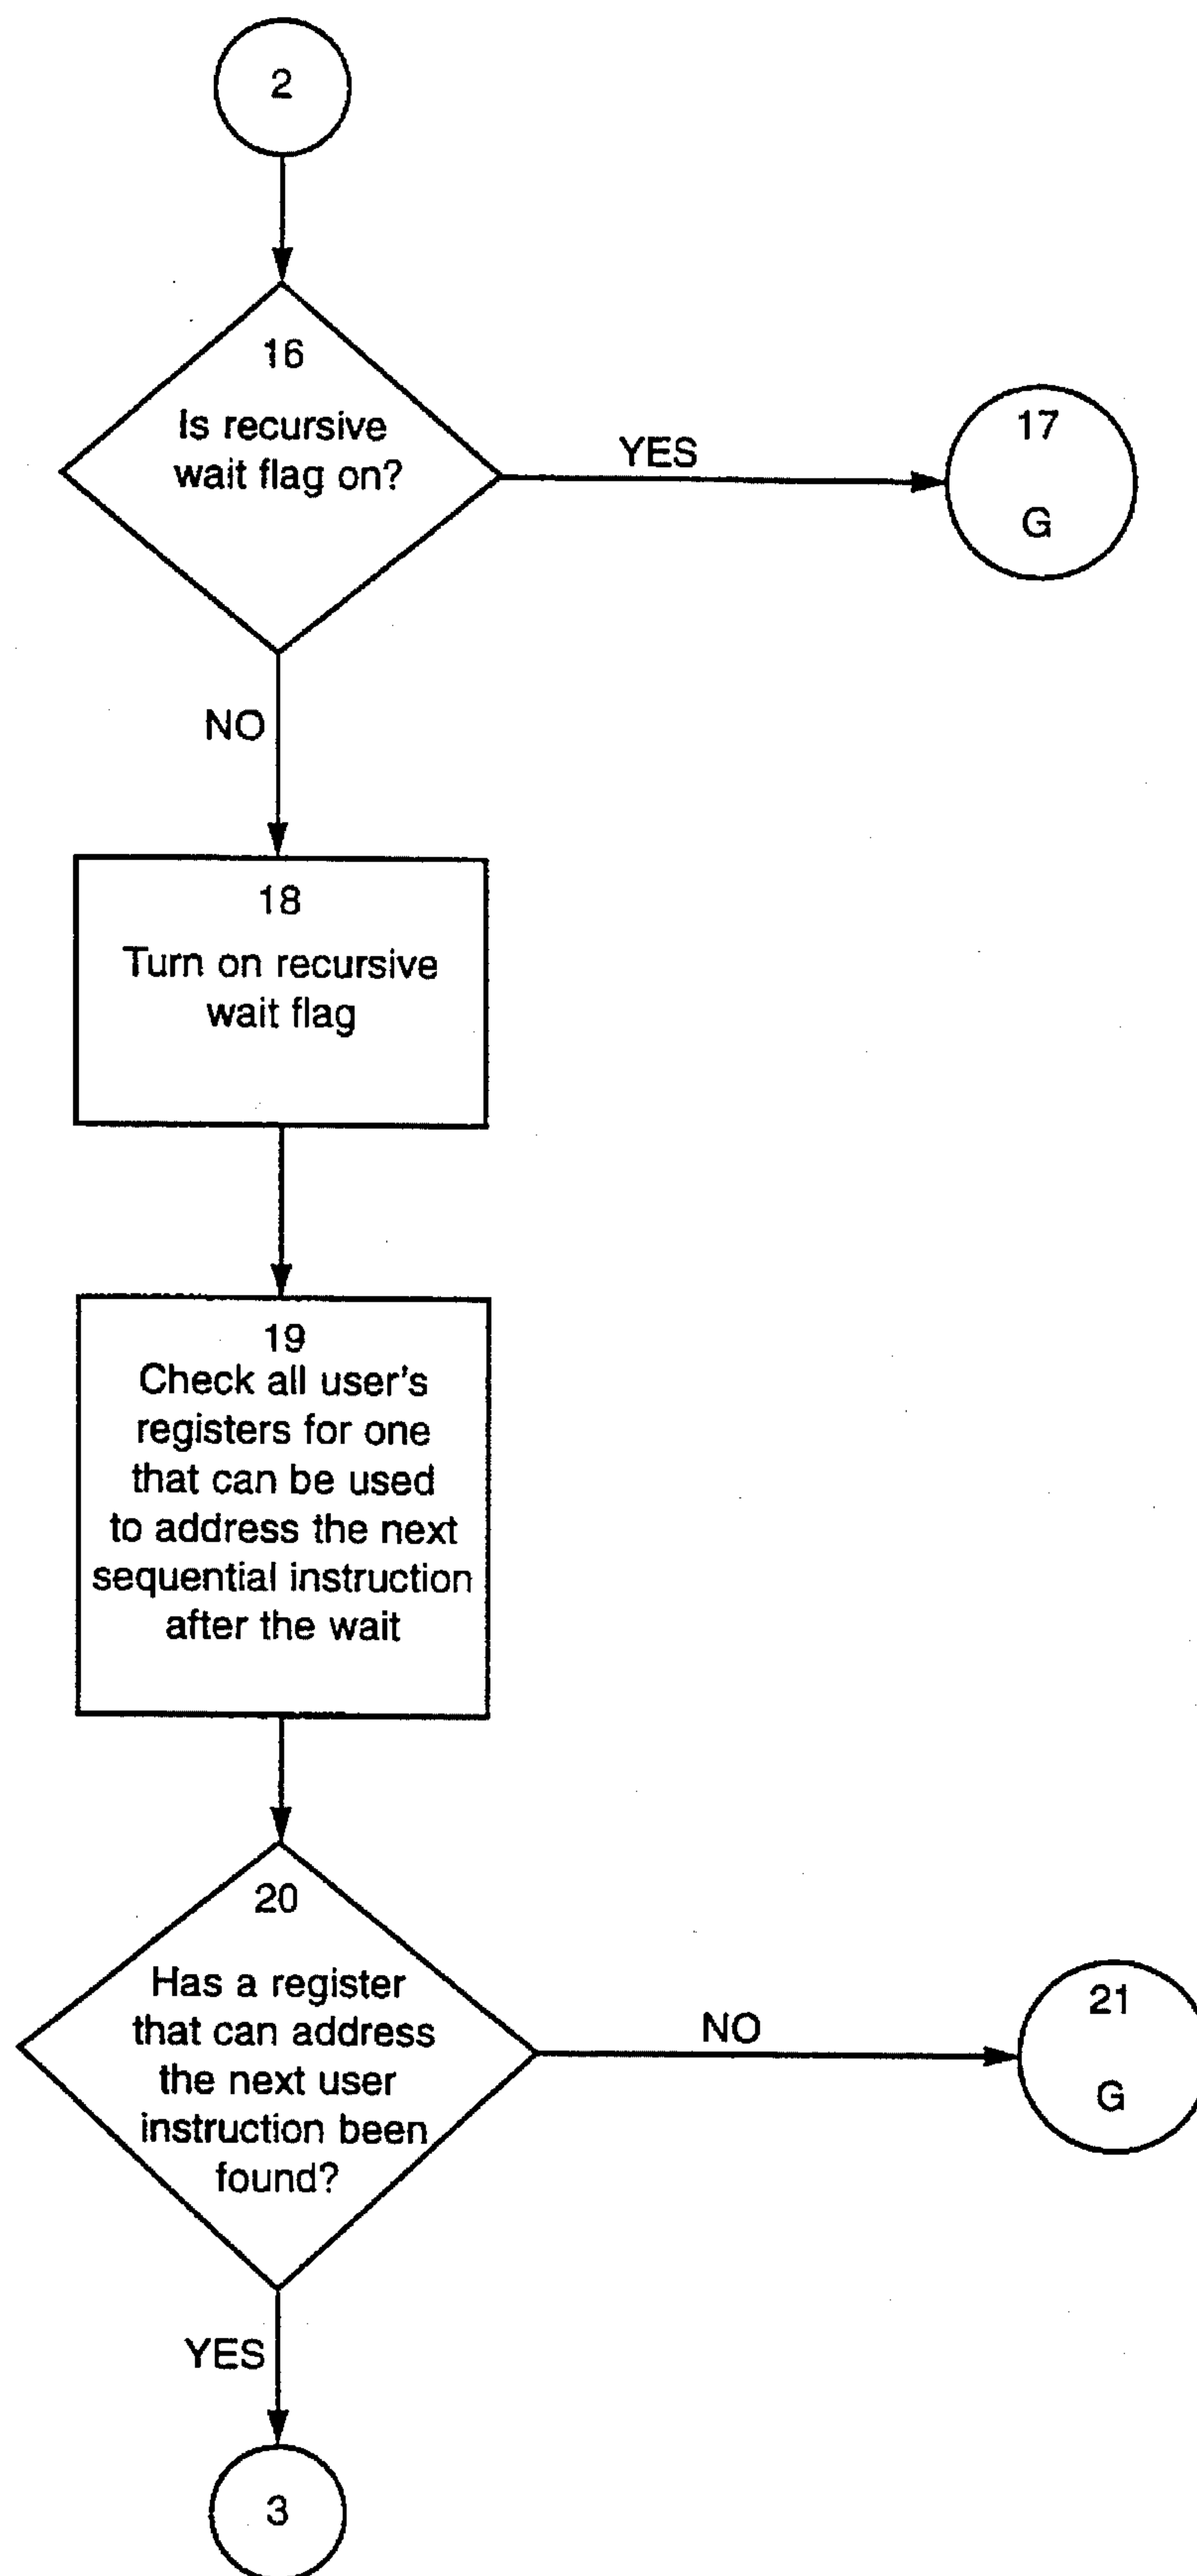 2
16
Is recursive
wait flag on?
YES
17
G
NO
18
Turn on recursive
wait flag
19
Check all user's
registers for one
that can be used
to address the next
sequential instruction
after the wait
20
Has a register
that can address
the next user
instruction been
found?
NO
21
G
YES
3